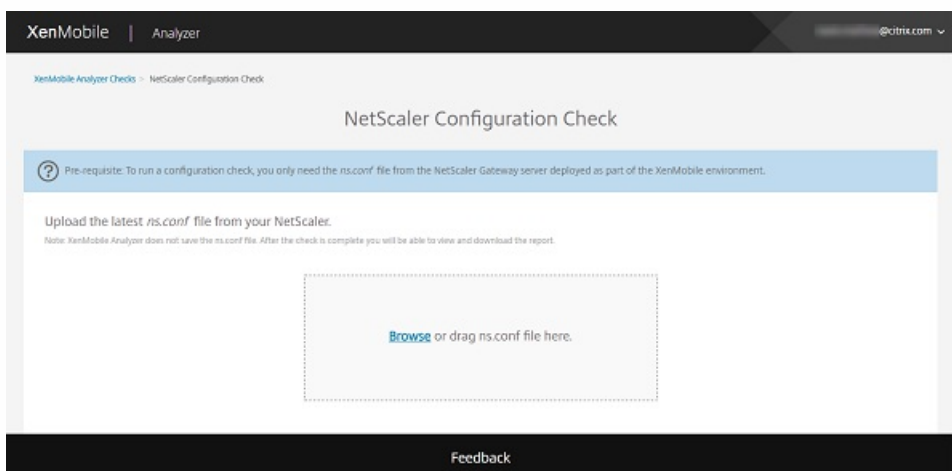 XenMobile | Analyzer
@citrix.com
XenMobile Analyzer Checks > NetScaler Configuration Check
NetScaler Configuration Check
? Pre-requisite: To run a configuration check, you only need the ns.conf file from the NetScaler Gateway server deployed as part of the XenMobile environment.
Upload the latest ns.conf file from your NetScaler.
Note: XenMobile Analyzer does not save the ns.conf file. After the check is complete you will be able to view and download the report.
Browse or drag ns.conf file here.
Feedback